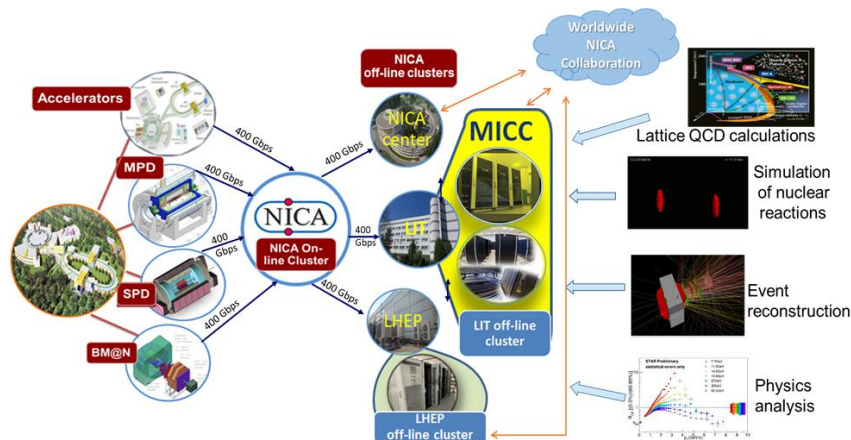 Accelerators
MPD
SPD
BM@N
400 Gbps
400 Gbps
400
Gbps
400 Gbps
NICA
NICA On-
line Cluster
400 Gbps
400
Gbps
400 Gbps
NICA
off-line clusters
NICA
center
LIT
LHEP
LHEP
off-line cluster
MICC
LIT off-line
cluster
Worldwide
NICA
Collaboration
Lattice QCD calculations
Simulation
of nuclear
reactions
Event
reconstruction
STAR Preliminary
statistical errors only
Physics
analysis